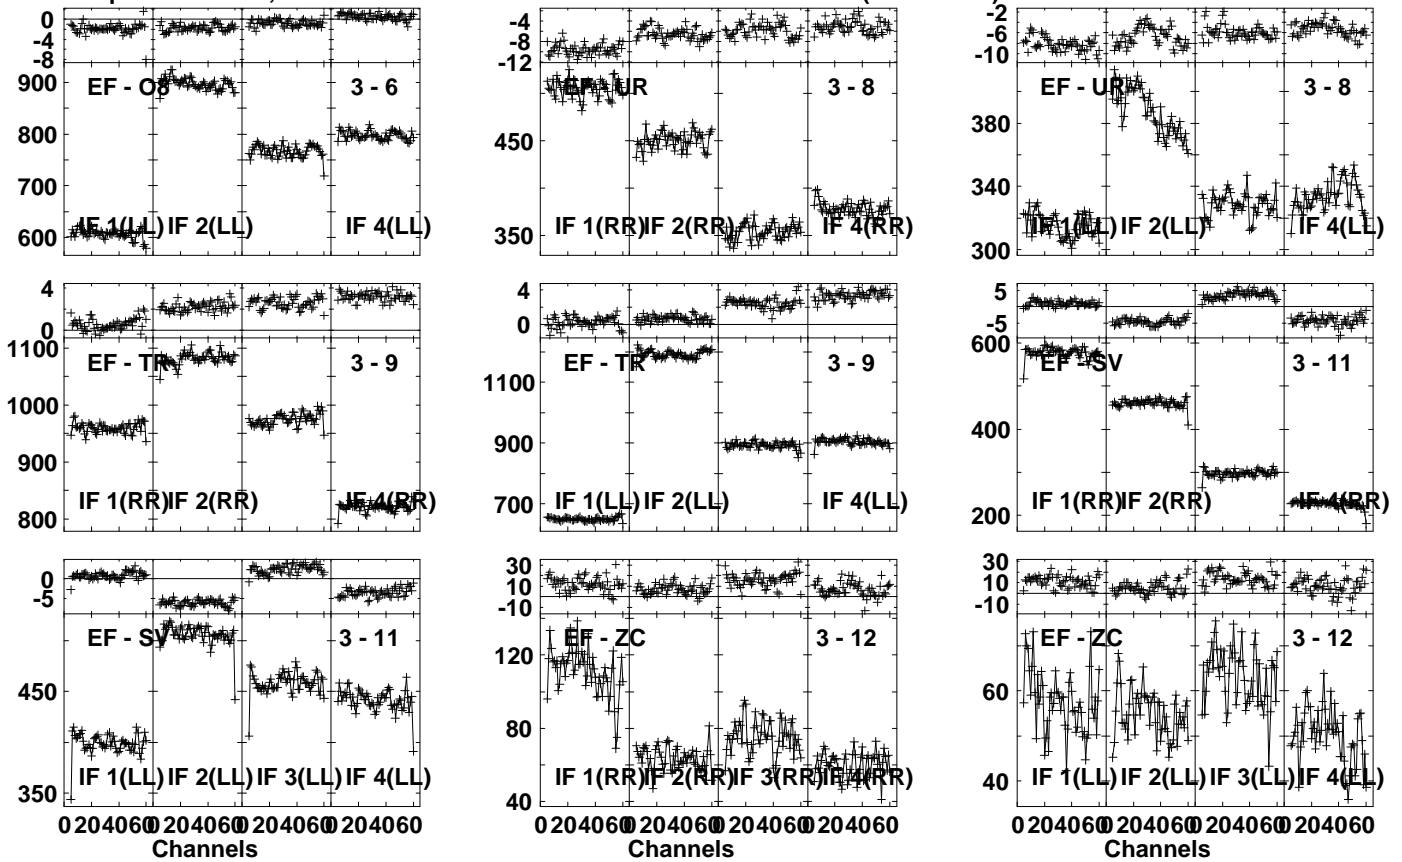 0
-4
-8
900
800
700
600
EF - O8
3 - 6
IF 1(LL)
IF 2(LL)
IF 4(LL)
-4
-8
-12
450
350
EF - UR
3 - 8
IF 1(RR)
IF 2(RR)
IF 4(RR)
-2
-6
-10
380
340
300
EF - UR
3 - 8
IF 1(LL)
IF 2(LL)
IF 4(LL)
4
0
1100
1000
900
800
EF - TR
3 - 9
IF 1(RR)
IF 2(RR)
IF 4(RR)
4
0
1100
900
700
EF - TR
3 - 9
IF 1(LL)
IF 2(LL)
IF 4(LL)
5
-5
600
400
200
EF - SV
3 - 11
IF 1(RR)
IF 2(RR)
IF 4(RR)
0
-5
450
350
EF - SV
3 - 11
IF 1(LL)
IF 2(LL)
IF 3(LL)
IF 4(LL)
0 204060 0 204060 0 204060 0 204060
Channels
30
10
-10
120
80
40
EF - ZC
3 - 12
IF 1(RR)
IF 2(RR)
IF 3(RR)
IF 4(RR)
0 204060 0 204060 0 204060 0 204060
Channels
30
10
-10
60
40
EF - ZC
3 - 12
IF 1(LL)
IF 2(LL)
IF 3(LL)
IF 4(LL)
0 204060 0 204060 0 204060 0 204060
Channels